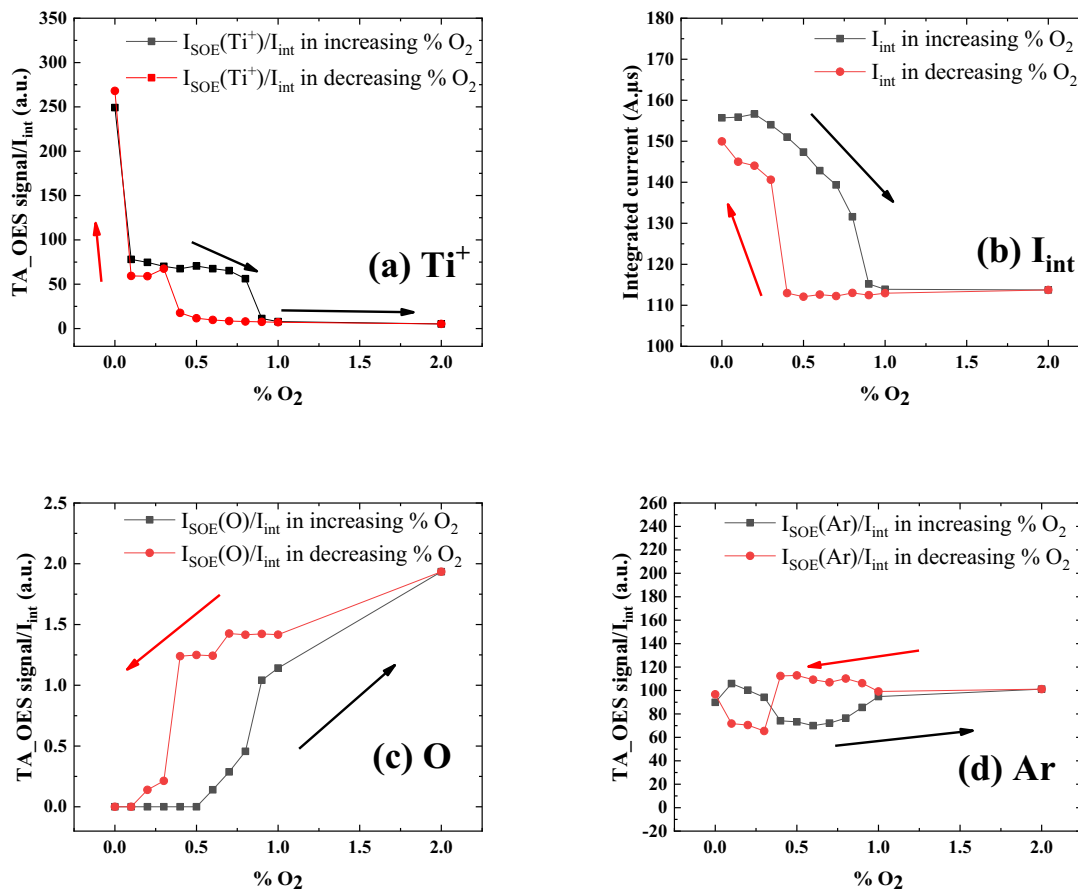 I_SOE(Ti⁺)/I_int in increasing % O₂
I_SOE(Ti⁺)/I_int in decreasing % O₂
TA_OES signal/I_int (a.u.)
350
300
250
200
150
100
50
0
(a) Ti⁺
0.0 0.5 1.0 1.5 2.0
% O₂
I_int in increasing % O₂
I_int in decreasing % O₂
Integrated current (A.µs)
180
170
160
150
140
130
120
110
100
(b) I_int
0.0 0.5 1.0 1.5 2.0
% O₂
I_SOE(O)/I_int in increasing % O₂
I_SOE(O)/I_int in decreasing % O₂
TA_OES signal/I_int (a.u.)
2.5
2.0
1.5
1.0
0.5
0.0
(c) O
0.0 0.5 1.0 1.5 2.0
% O₂
I_SOE(Ar)/I_int in increasing % O₂
I_SOE(Ar)/I_int in decreasing % O₂
TA_OES signal/I_int (a.u.)
260
240
220
200
180
160
140
120
100
80
60
40
20
0
-20
(d) Ar
0.0 0.5 1.0 1.5 2.0
% O₂